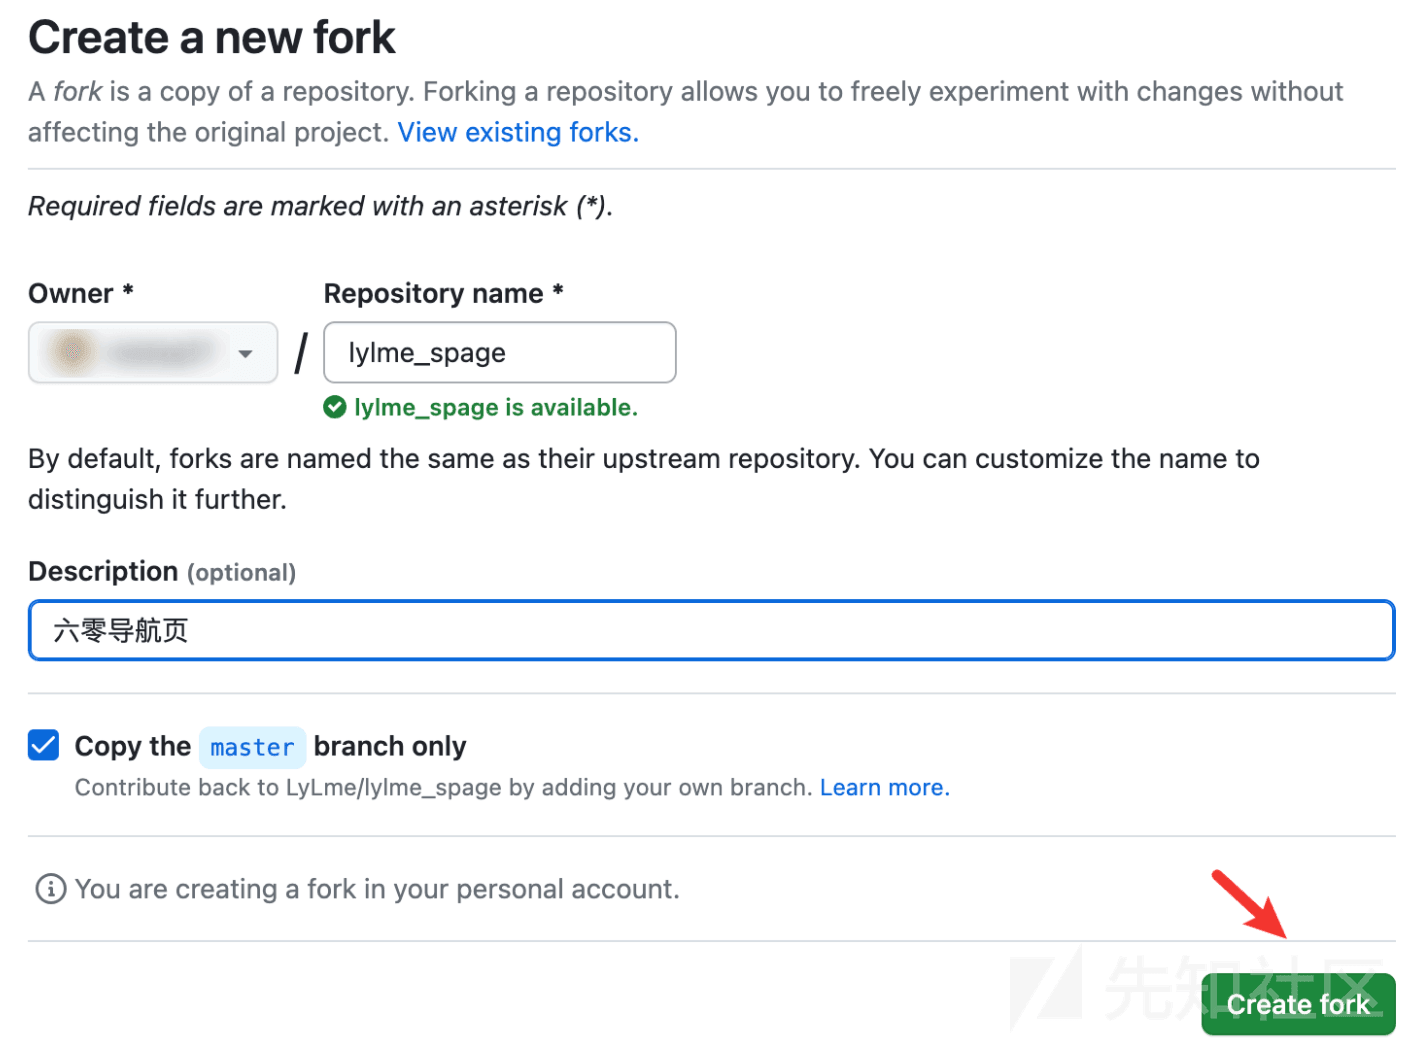 Create a new fork
A fork is a copy of a repository. Forking a repository allows you to freely experiment with changes without
affecting the original project. View existing forks.
Required fields are marked with an asterisk (*).
Owner *
Repository name *
/
lylme_spage
lylme_spage is available.
By default, forks are named the same as their upstream repository. You can customize the name to
distinguish it further.
Description (optional)
六零导航页
Copy the master branch only
Contribute back to LyLme/lylme_spage by adding your own branch. Learn more.
You are creating a fork in your personal account.
先知社区
Create fork